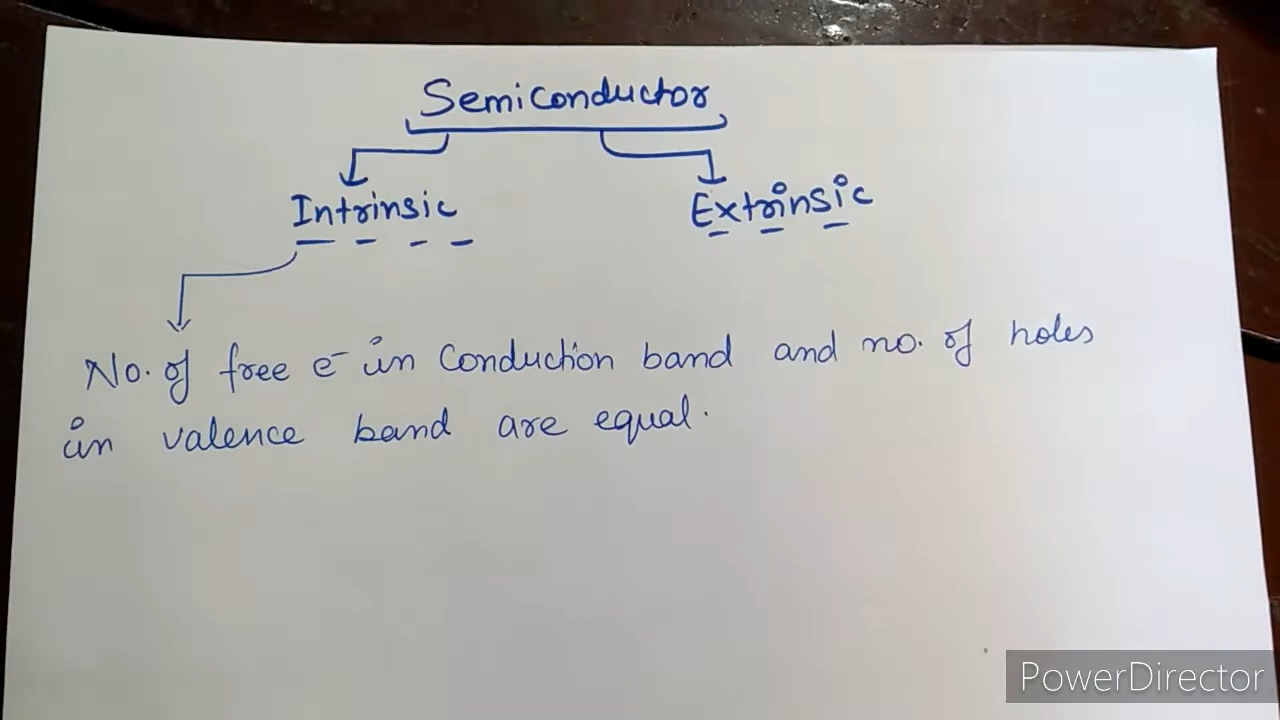 Semiconductor
Intrinsic
Extrinsic
No. of free e⁻ in Conduction band and no. of holes
in valence band are equal.
PowerDirector